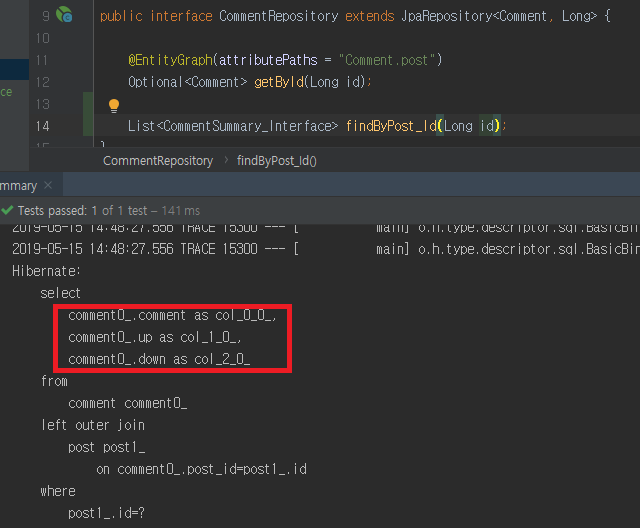 9 public interface CommentRepository extends JpaRepository<Comment, Long> {
10
11 @EntityGraph(attributePaths = "Comment.post")
12 Optional<Comment> getById(Long id);
13
14 List<CommentSummary_Interface> findByPost_Id(Long id);
}
CommentRepository › findByPost_Id()
mmary ×
Tests passed: 1 of 1 test – 141 ms
2019-05-15 14:48:27.556 TRACE 15300 --- [ main] o.h.type.descriptor.sql.BasicBin
2019-05-15 14:48:27.556 TRACE 15300 --- [ main] o.h.type.descriptor.sql.BasicBin
Hibernate:
select
comment0_.comment as col_0_0_,
comment0_.up as col_1_0_,
comment0_.down as col_2_0_
from
comment comment0_
left outer join
post post1_
on comment0_.post_id=post1_.id
where
post1_.id=?